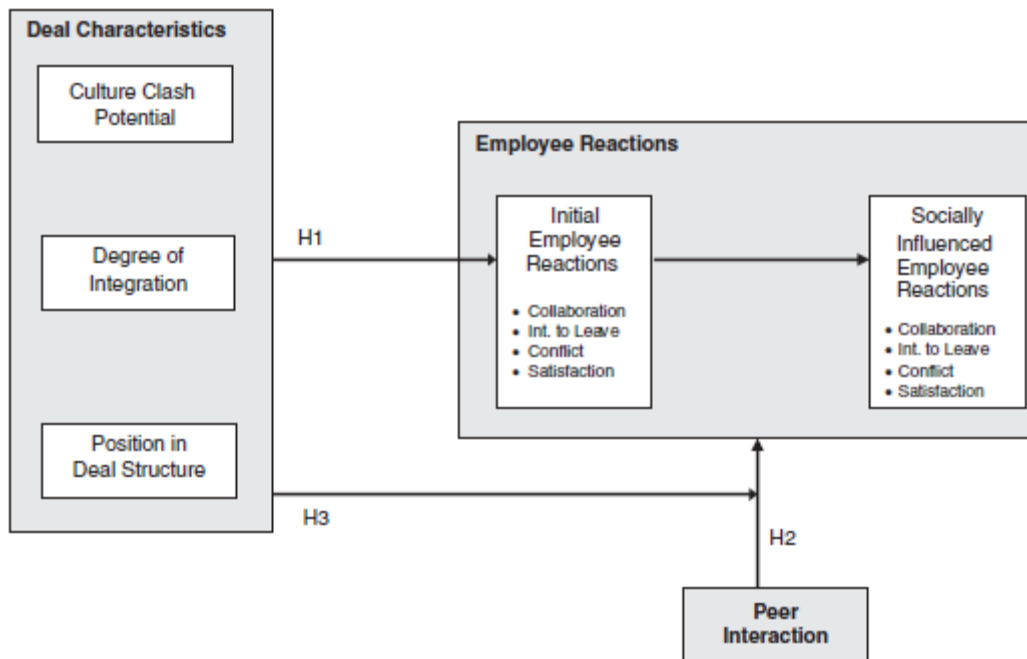 Deal Characteristics
Culture Clash
Potential
Degree of
Integration
Position in
Deal Structure
H1
H3
Employee Reactions
Initial
Employee
Reactions
• Collaboration
• Int. to Leave
• Conflict
• Satisfaction
Socially
Influenced
Employee
Reactions
• Collaboration
• Int. to Leave
• Conflict
• Satisfaction
H2
Peer
Interaction